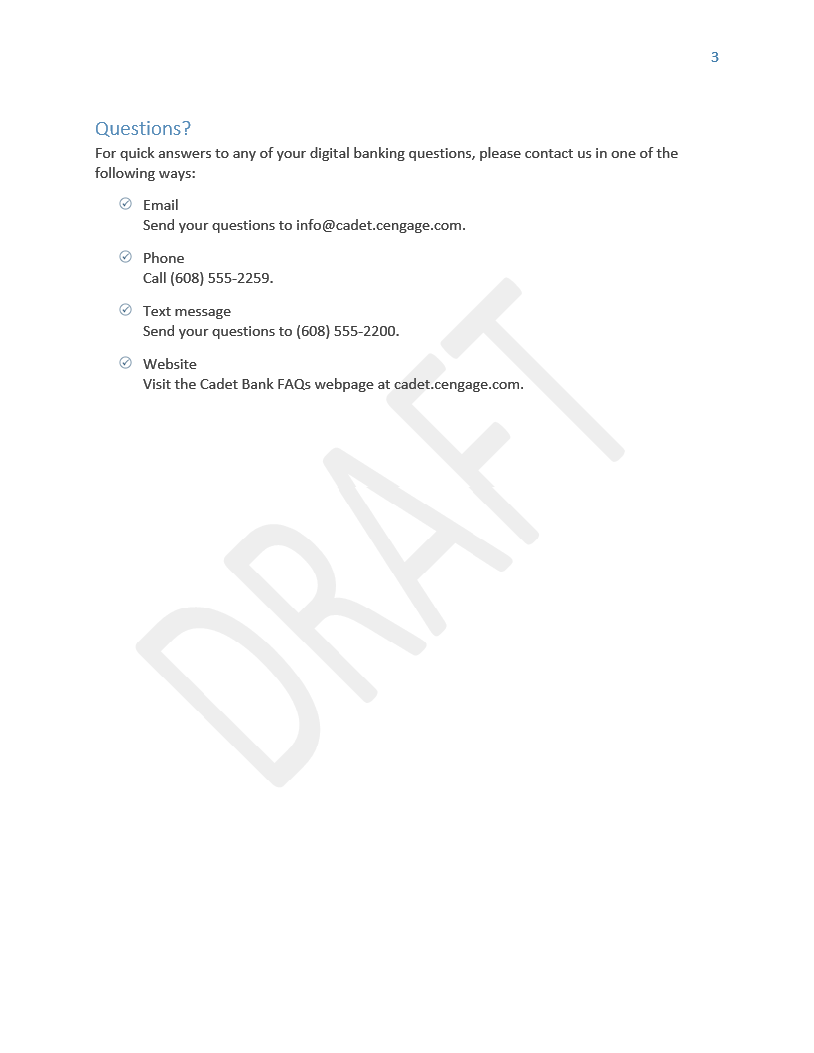 3
Questions?
For quick answers to any of your digital banking questions, please contact us in one of the
following ways:
Email
Send your questions to info@cadet.cengage.com.
Phone
Call (608) 555-2259.
Text message
Send your questions to (608) 555-2200.
Website
Visit the Cadet Bank FAQs webpage at cadet.cengage.com.
DRAFT